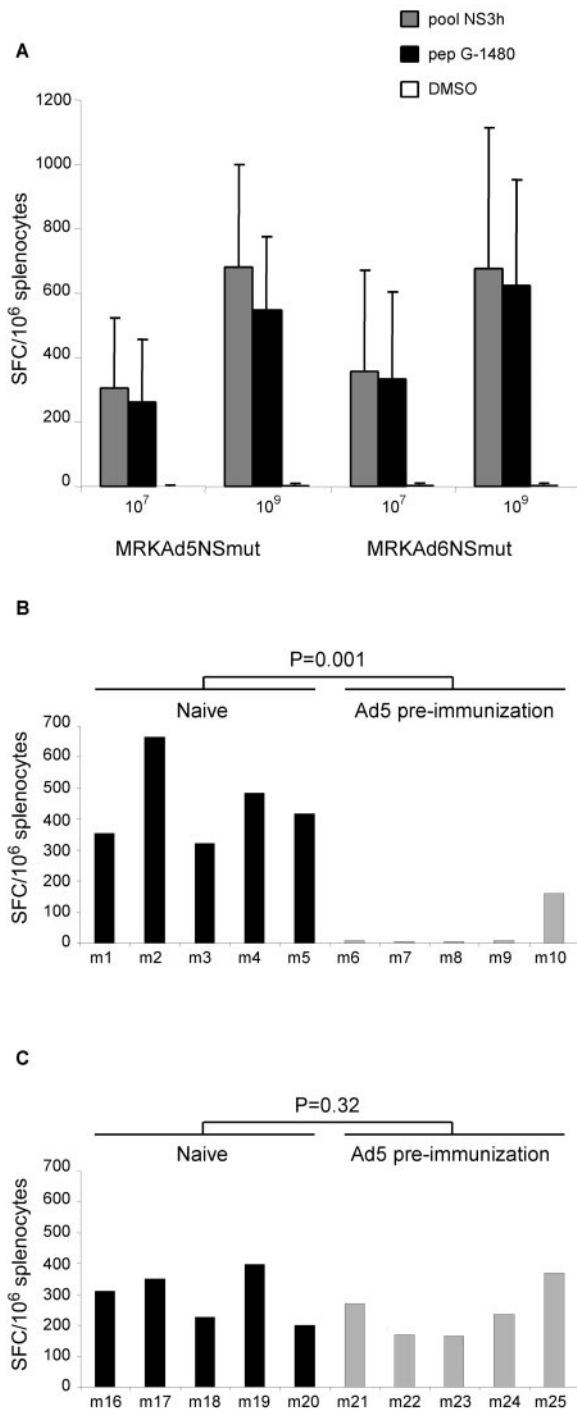 pool NS3h
pep G-1480
DMSO
A
1200
1000
800
600
400
200
0
SFC/10⁶ splenocytes
10⁷ 10⁹ 10⁷ 10⁹
MRKAd5NSmut MRKAd6NSmut
B
P=0.001
Naive Ad5 pre-immunization
700
600
500
400
300
200
100
0
SFC/10⁶ splenocytes
m1 m2 m3 m4 m5 m6 m7 m8 m9 m10
C
P=0.32
Naive Ad5 pre-immunization
700
600
500
400
300
200
100
0
SFC/10⁶ splenocytes
m16 m17 m18 m19 m20 m21 m22 m23 m24 m25